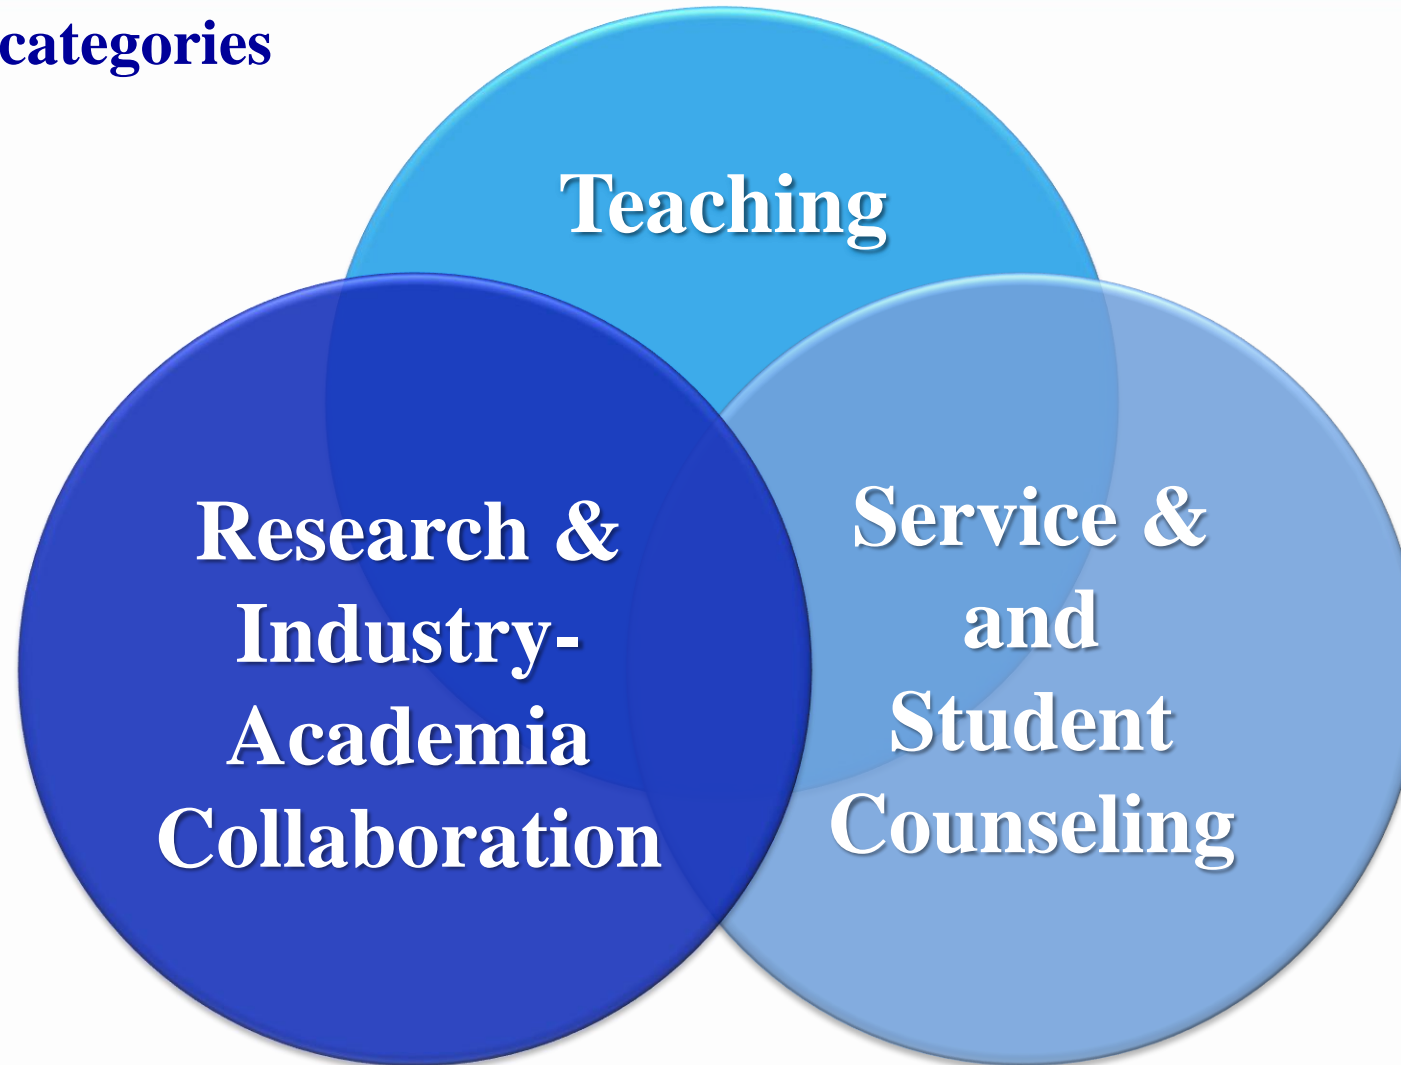 categories
Teaching
Research &
Industry-
Academia
Collaboration
Service &
and
Student
Counseling